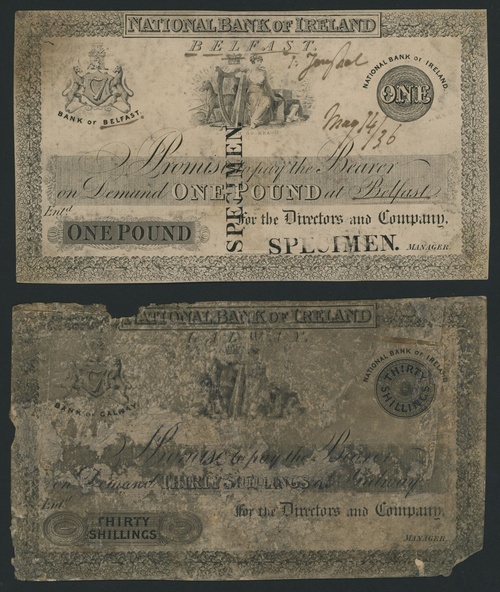 NATIONAL BANK OF IRELAND
BELFAST.
NATIONAL BANK OF IRELAND.
ONE
BANK OF BELFAST.
May 14/36
I Promise to pay the Bearer
on Demand ONE POUND at Belfast
Entd.
For the Directors and Company.
ONE POUND
SPECIMEN
SPECIMEN.
MANAGER.
NATIONAL BANK OF IRELAND
GALWAY.
NATIONAL BANK OF IRELAND
THIRTY SHILLINGS
BANK OF GALWAY.
I Promise to pay the Bearer
on Demand THIRTY SHILLINGS at Galway
Entd.
For the Directors and Company.
THIRTY
SHILLINGS
MANAGER.